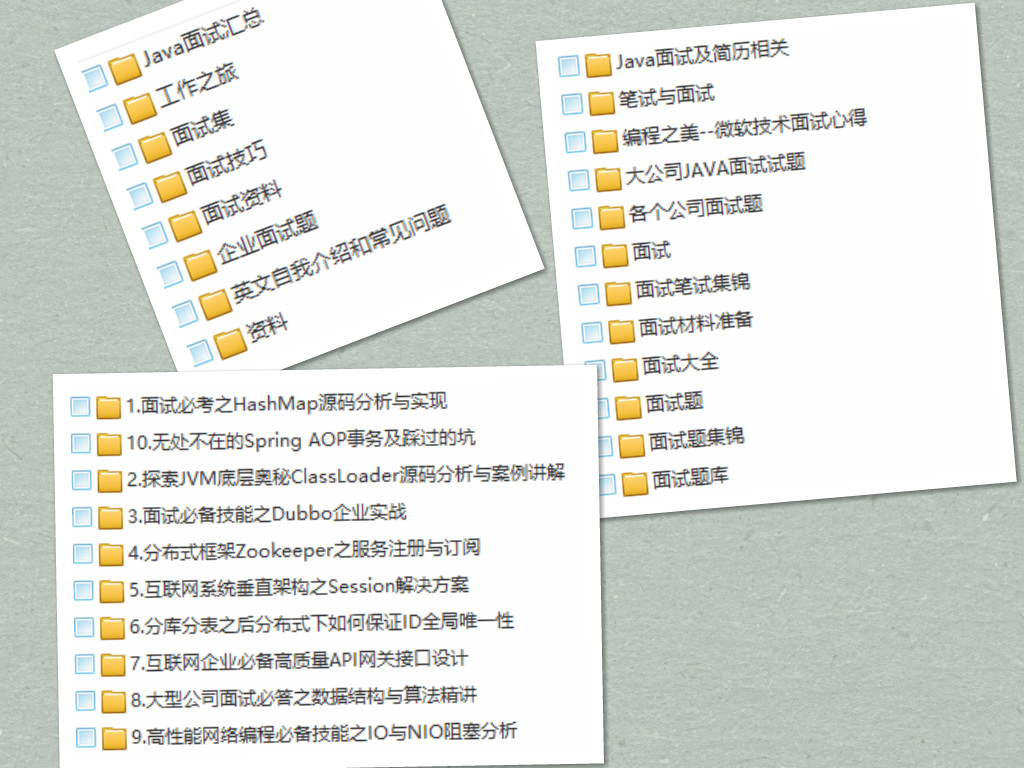 Java面试汇总
工作之旅
面试集
面试技巧
面试资料
企业面试题
英文自我介绍和常见问题
资料
Java面试及简历相关
笔试与面试
编程之美--微软技术面试心得
大公司JAVA面试试题
各个公司面试题
面试
面试笔试集锦
面试材料准备
面试大全
面试题
面试题集锦
面试题库
1.面试必考之HashMap源码分析与实现
10.无处不在的Spring AOP事务及踩过的坑
2.探索JVM底层奥秘ClassLoader源码分析与案例讲解
3.面试必备技能之Dubbo企业实战
4.分布式框架Zookeeper之服务注册与订阅
5.互联网系统垂直架构之Session解决方案
6.分库分表之后分布式下如何保证ID全局唯一性
7.互联网企业必备高质量API网关接口设计
8.大型公司面试必答之数据结构与算法精讲
9.高性能网络编程必备技能之IO与NIO阻塞分析